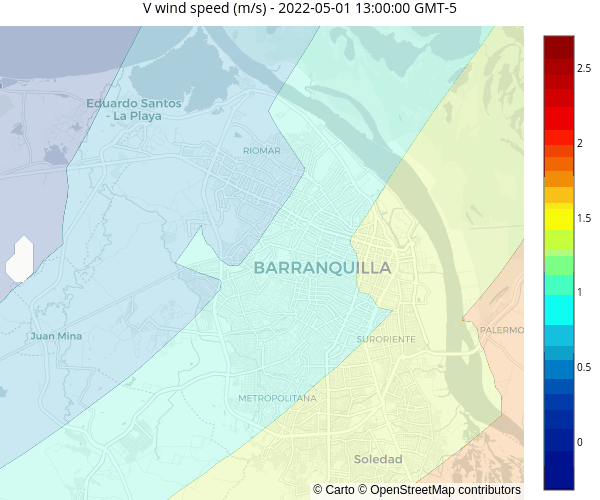 V wind speed (m/s) - 2022-05-01 13:00:00 GMT-5
2.5
2
1.5
1
0.5
0
Eduardo Santos
- La Playa
RIOMAR
BARRANQUILLA
Juan Mina
SURORIENTE
PALERMO
METROPOLITANA
Soledad
© Carto © OpenStreetMap contributors